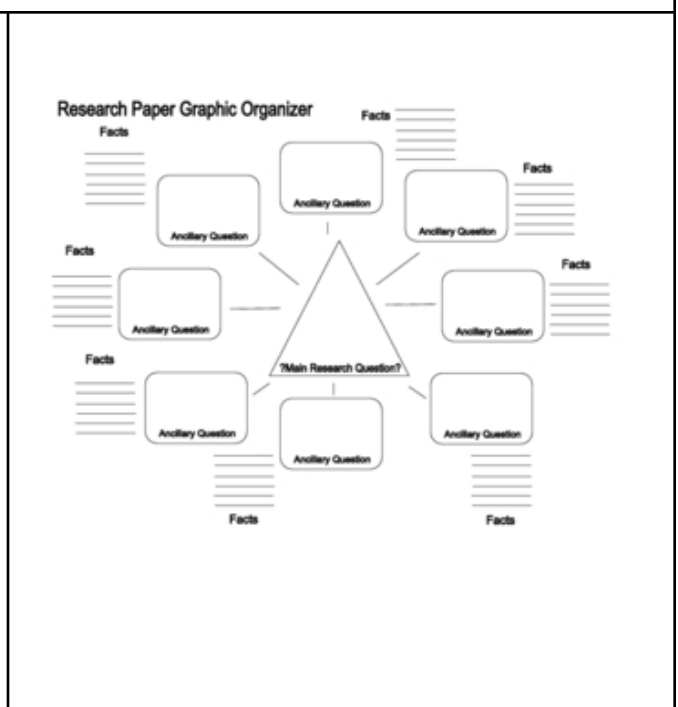 Research Paper Graphic Organizer
Facts
Facts
Ancillary Question
Facts
Ancillary Question
Ancillary Question
Facts
Facts
Ancillary Question
Ancillary Question
Facts
?Main Research Question?
Ancillary Question
Ancillary Question
Ancillary Question
Facts
Facts